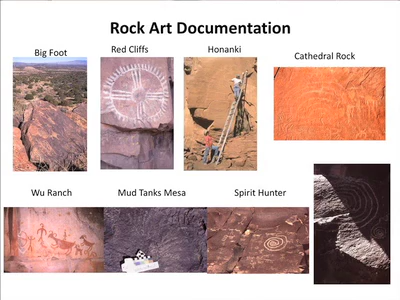 Rock Art Documentation
Big Foot
Red Cliffs
Honanki
Cathedral Rock
Wu Ranch
Mud Tanks Mesa
Spirit Hunter